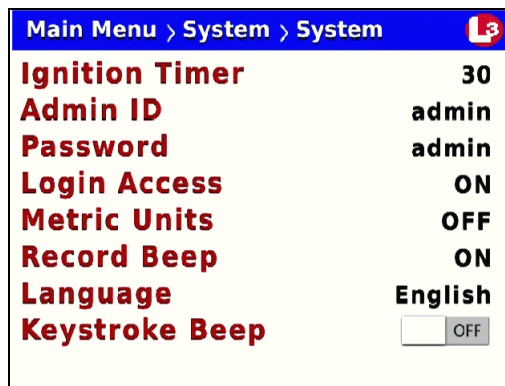 Main Menu > System > System L3
Ignition Timer 30
Admin ID admin
Password admin
Login Access ON
Metric Units OFF
Record Beep ON
Language English
Keystroke Beep OFF